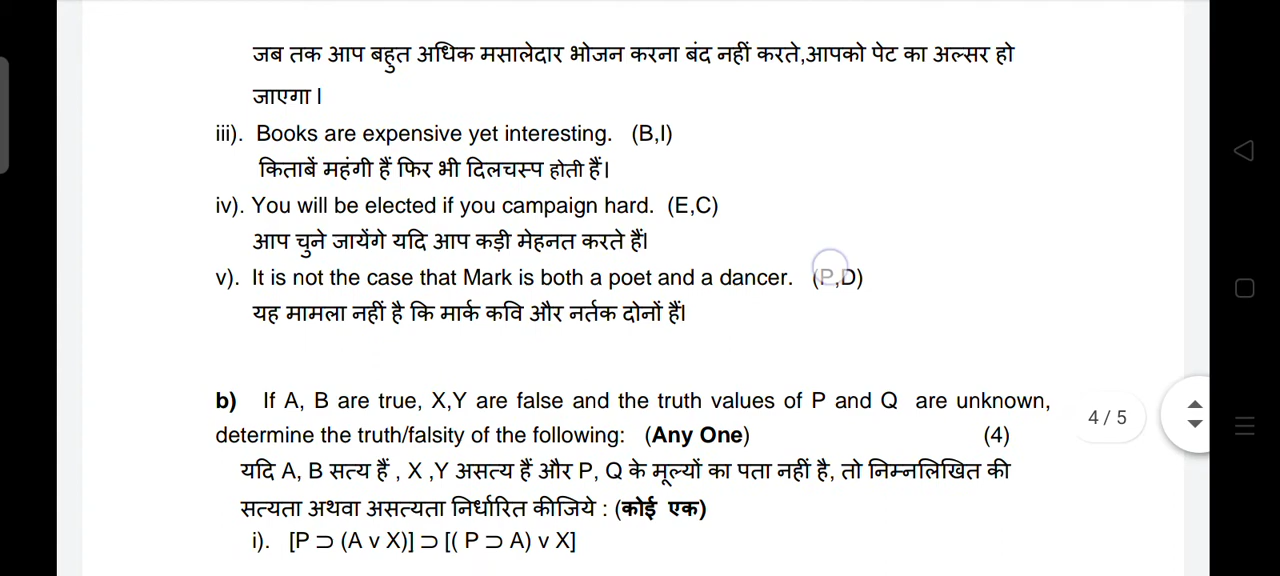 जब तक आप बहुत अधिक मसालेदार भोजन करना बंद नहीं करते,आपको पेट का अल्सर हो
जाएगा।
iii). Books are expensive yet interesting. (B,I)
किताबें महंगी हैं फिर भी दिलचस्प होती हैं।
iv). You will be elected if you campaign hard. (E,C)
आप चुने जायेंगे यदि आप कड़ी मेहनत करते हैं।
v). It is not the case that Mark is both a poet and a dancer. (P,D)
यह मामला नहीं है कि मार्क कवि और नर्तक दोनों हैं।
b) If A, B are true, X,Y are false and the truth values of P and Q are unknown,
determine the truth/falsity of the following: (Any One) (4)
यदि A, B सत्य हैं , X ,Y असत्य हैं और P, Q के मूल्यों का पता नहीं है, तो निम्नलिखित की
सत्यता अथवा असत्यता निर्धारित कीजिये : (कोई एक)
i). [P ⊃ (A v X)] ⊃ [( P ⊃ A) v X]
4 / 5